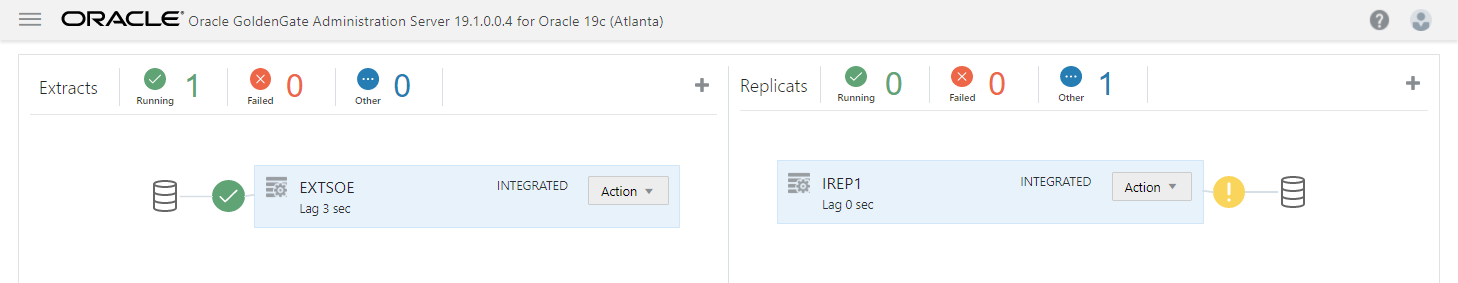 ORACLE® Oracle GoldenGate Administration Server 19.1.0.0.4 for Oracle 19c (Atlanta) ?
Extracts Running 1 Failed 0 Other 0 +
EXTSOE INTEGRATED Action
Lag 3 sec
Replicats Running 0 Failed 0 Other 1 +
IREP1 INTEGRATED Action !
Lag 0 sec